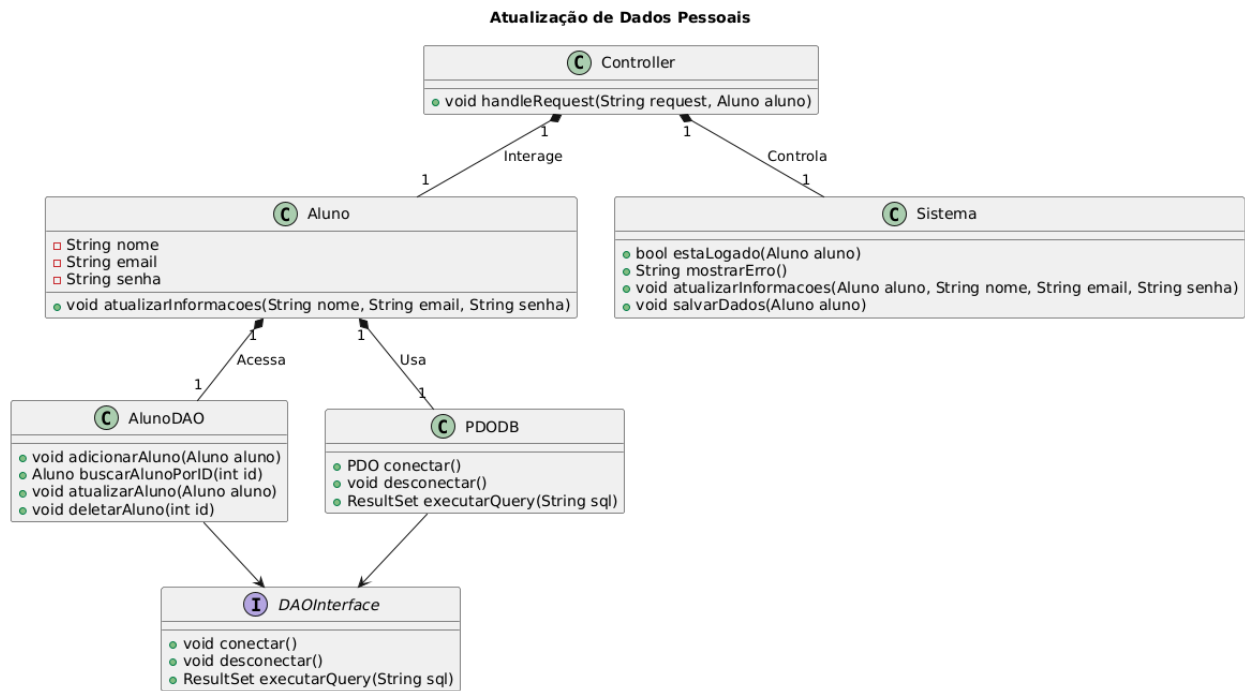 Atualização de Dados Pessoais
C Controller
void handleRequest(String request, Aluno aluno)
1 1
Interage Controla
1 1
C Aluno
String nome
String email
String senha
void atualizarInformacoes(String nome, String email, String senha)
C Sistema
bool estaLogado(Aluno aluno)
String mostrarErro()
void atualizarInformacoes(Aluno aluno, String nome, String email, String senha)
void salvarDados(Aluno aluno)
1 1
Acessa Usa
1 1
C AlunoDAO
void adicionarAluno(Aluno aluno)
Aluno buscarAlunoPorID(int id)
void atualizarAluno(Aluno aluno)
void deletarAluno(int id)
C PDODB
PDO conectar()
void desconectar()
ResultSet executarQuery(String sql)
I DAOInterface
void conectar()
void desconectar()
ResultSet executarQuery(String sql)